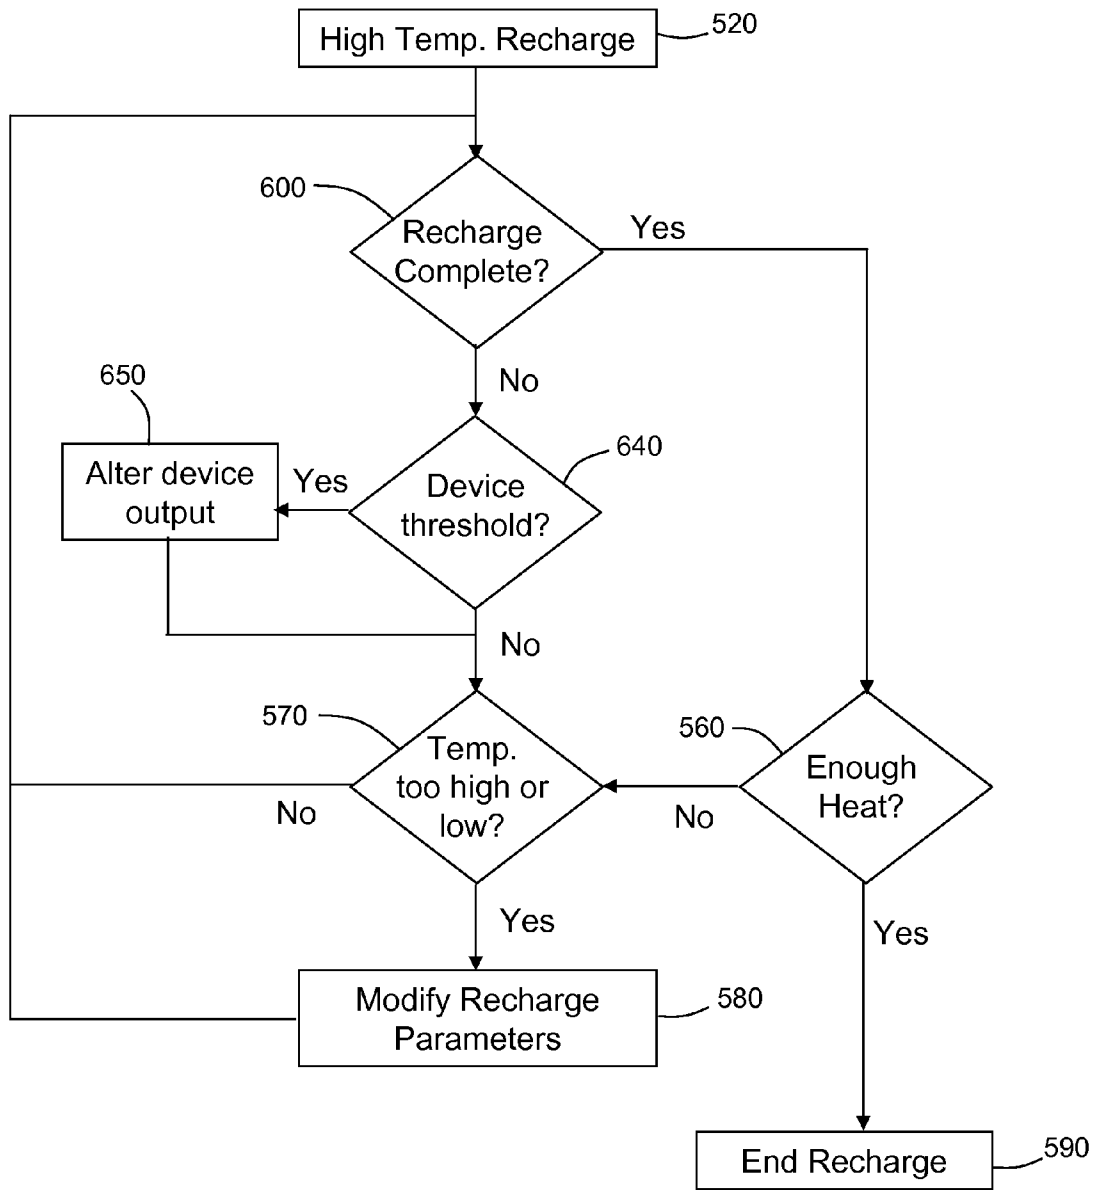 High Temp. Recharge
520
600
Recharge
Complete?
Yes
No
650
Alter device
output
Yes
640
Device
threshold?
No
570
Temp.
too high or
low?
No
560
Enough
Heat?
No
Yes
Yes
Modify Recharge
Parameters
580
End Recharge
590